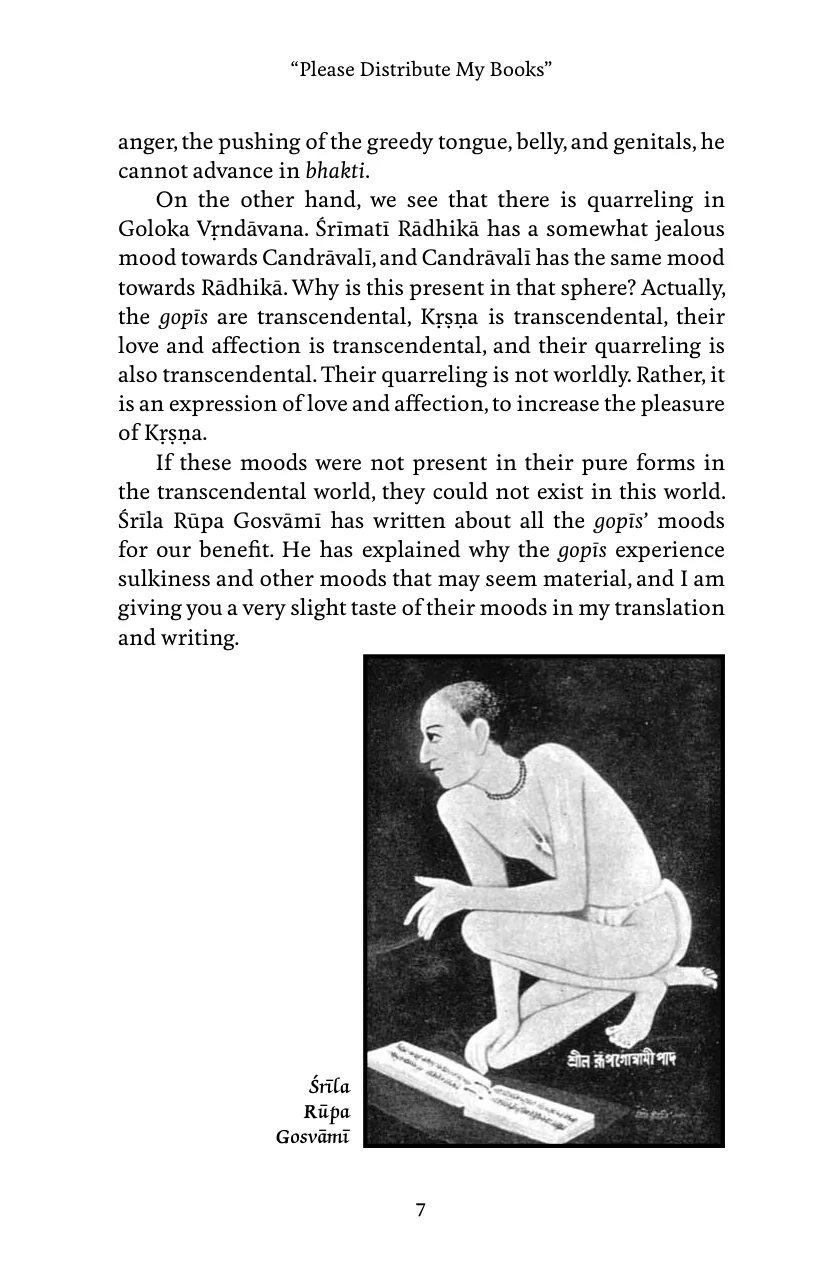 “Please Distribute My Books”
anger, the pushing of the greedy tongue, belly, and genitals, he
cannot advance in bhakti.
On the other hand, we see that there is quarreling in
Goloka Vṛndāvana. Śrīmatī Rādhikā has a somewhat jealous
mood towards Candrāvalī, and Candrāvalī has the same mood
towards Rādhikā. Why is this present in that sphere? Actually,
the gopīs are transcendental, Kṛṣṇa is transcendental, their
love and affection is transcendental, and their quarreling is
also transcendental. Their quarreling is not worldly. Rather, it
is an expression of love and affection, to increase the pleasure
of Kṛṣṇa.
If these moods were not present in their pure forms in
the transcendental world, they could not exist in this world.
Śrīla Rūpa Gosvāmī has written about all the gopīs’ moods
for our benefit. He has explained why the gopīs experience
sulkiness and other moods that may seem material, and I am
giving you a very slight taste of their moods in my translation
and writing.
শ্রীল রূপগোস্বামী পাদ
Śrīla
Rūpa
Gosvāmī
7